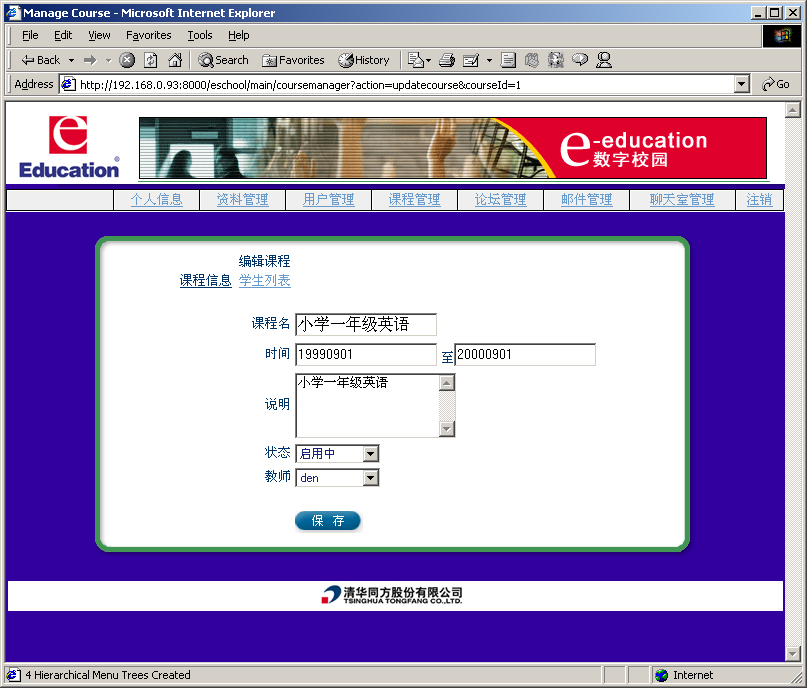 Manage Course - Microsoft Internet Explorer
File Edit View Favorites Tools Help
Back Search Favorites History
Address http://192.168.0.93:8000/eschool/main/coursemanager?action=updatecourse&courseId=1 Go
e
Education
e-education
数字校园
个人信息 资料管理 用户管理 课程管理 论坛管理 邮件管理 聊天室管理 注销
编辑课程
课程信息 学生列表
课程名 小学一年级英语
时间 19990901 至 20000901
说明 小学一年级英语
状态 启用中
教师 den
保 存
清华同方股份有限公司
TSINGHUA TONGFANG CO.,LTD.
4 Hierarchical Menu Trees Created Internet